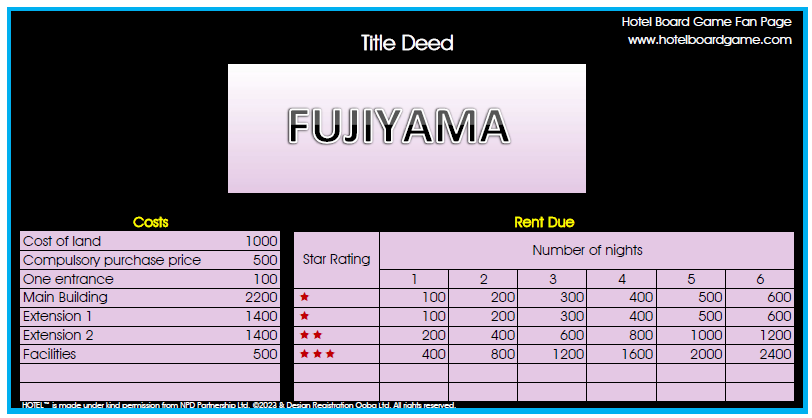 Hotel Board Game Fan Page
www.hotelboardgame.com
Title Deed
FUJIYAMA
Costs
Cost of land 1000
Compulsory purchase price 500
One entrance 100
Main Building 2200
Extension 1 1400
Extension 2 1400
Facilities 500
Rent Due
Star Rating Number of nights
1 2 3 4 5 6
★ 100 200 300 400 500 600
★ 100 200 300 400 500 600
★★ 200 400 600 800 1000 1200
★★★ 400 800 1200 1600 2000 2400
HOTEL™ is made under kind permission from NPD Partnership Ltd. ©2023 & Design Registration Ooba Ltd. All rights reserved.